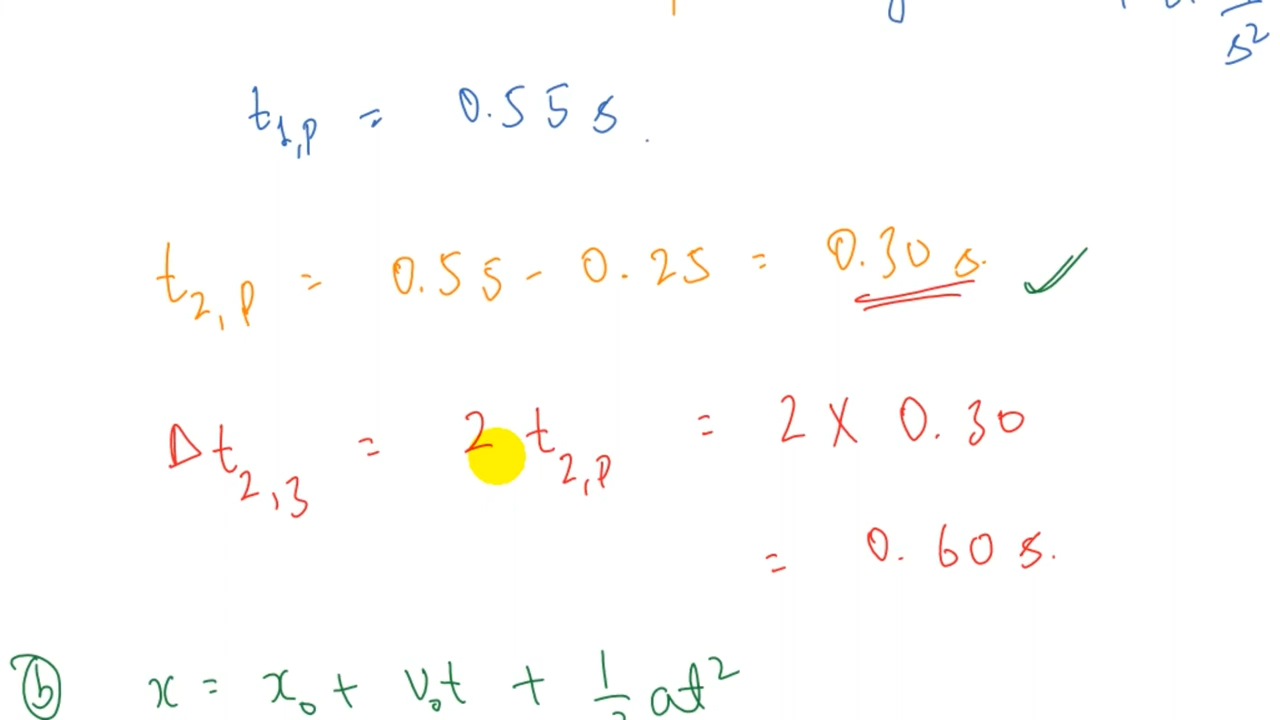 s²
t₁,ₚ = 0.55 s.
t₂,ₚ = 0.55 - 0.25 = 0.30 s. ✓
Δt₂,₃ = 2 t₂,ₚ = 2 × 0.30
= 0.60 s.
ⓑ x = x₀ + v₀t + ½ at²